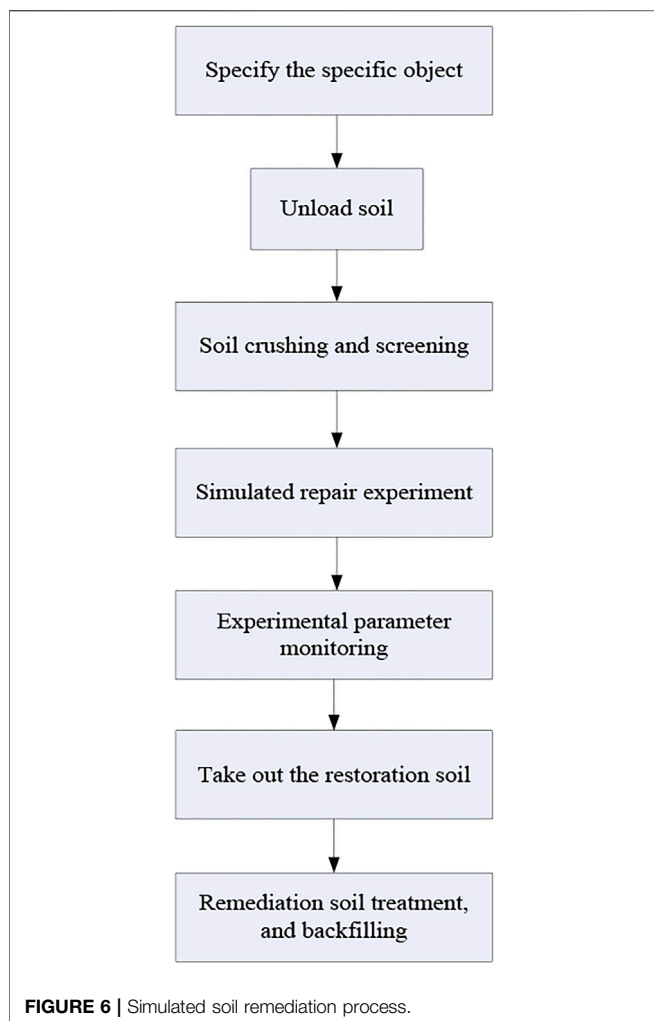 Specify the specific object
Unload soil
Soil crushing and screening
Simulated repair experiment
Experimental parameter
monitoring
Take out the restoration soil
Remediation soil treatment,
and backfilling
FIGURE 6 | Simulated soil remediation process.